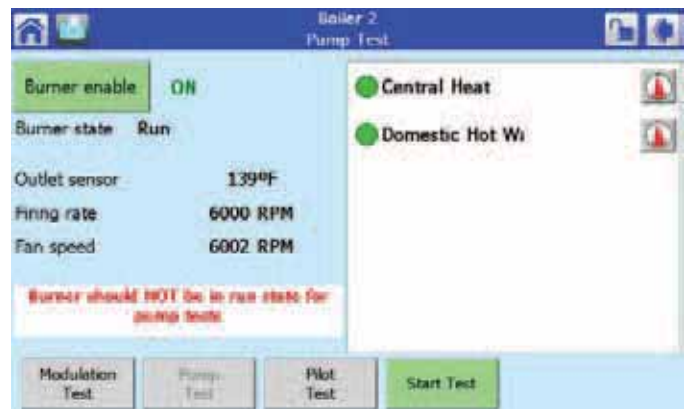 Boiler 2
Pump Test
Burner enable ON
Burner state Run
Outlet sensor 139ºF
Firing rate 6000 RPM
Fan speed 6002 RPM
Burner should NOT be in run state for
pump tests
Central Heat
Domestic Hot Wa
Modulation Test
Pump Test
Pilot Test
Start Test